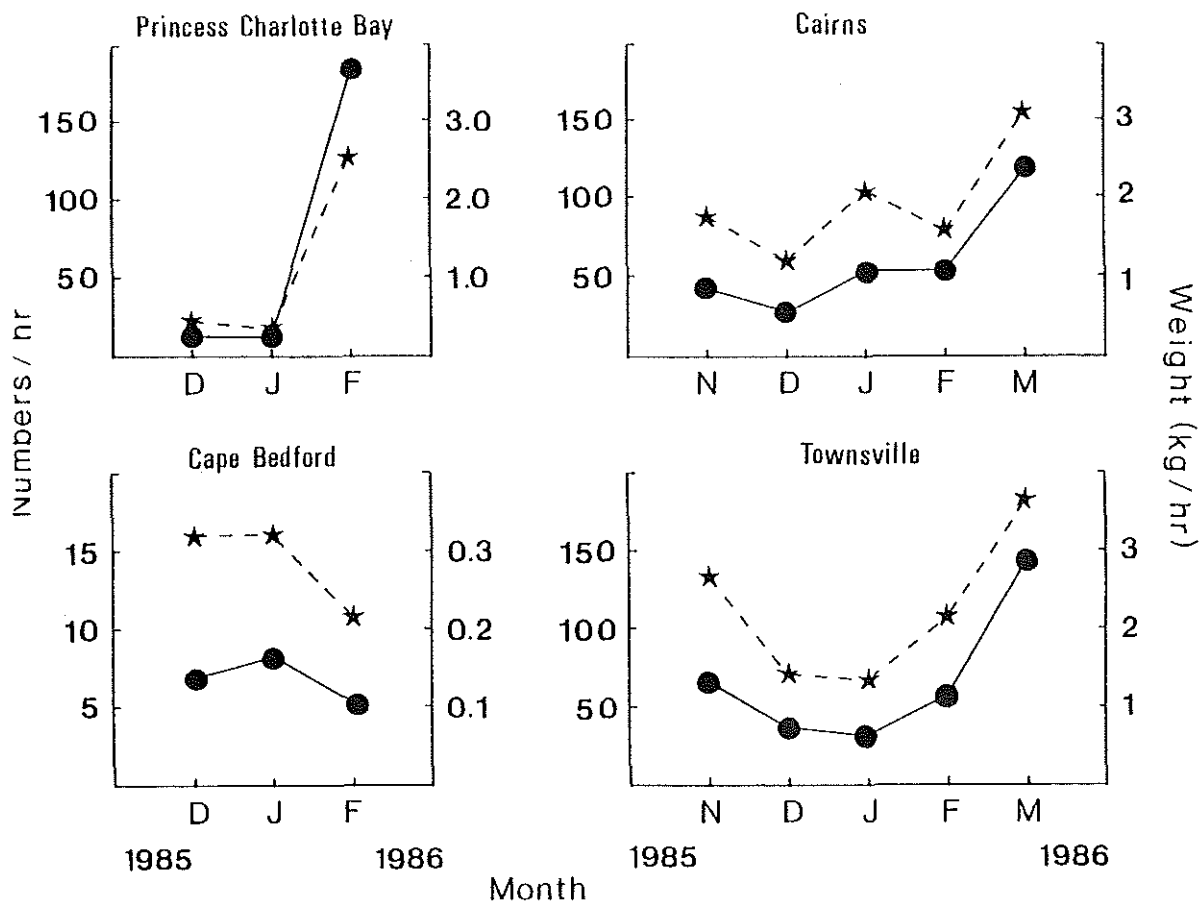 Princess Charlotte Bay
Cairns
150
100
50
3.0
2.0
1.0
150
100
50
3
2
1
D J F
N D J F M
Numbers / hr
Weight (kg/hr)
Cape Bedford
Townsville
15
10
5
0.3
0.2
0.1
150
100
50
3
2
1
D J F
N D J F M
1985 1986
1985 1986
Month